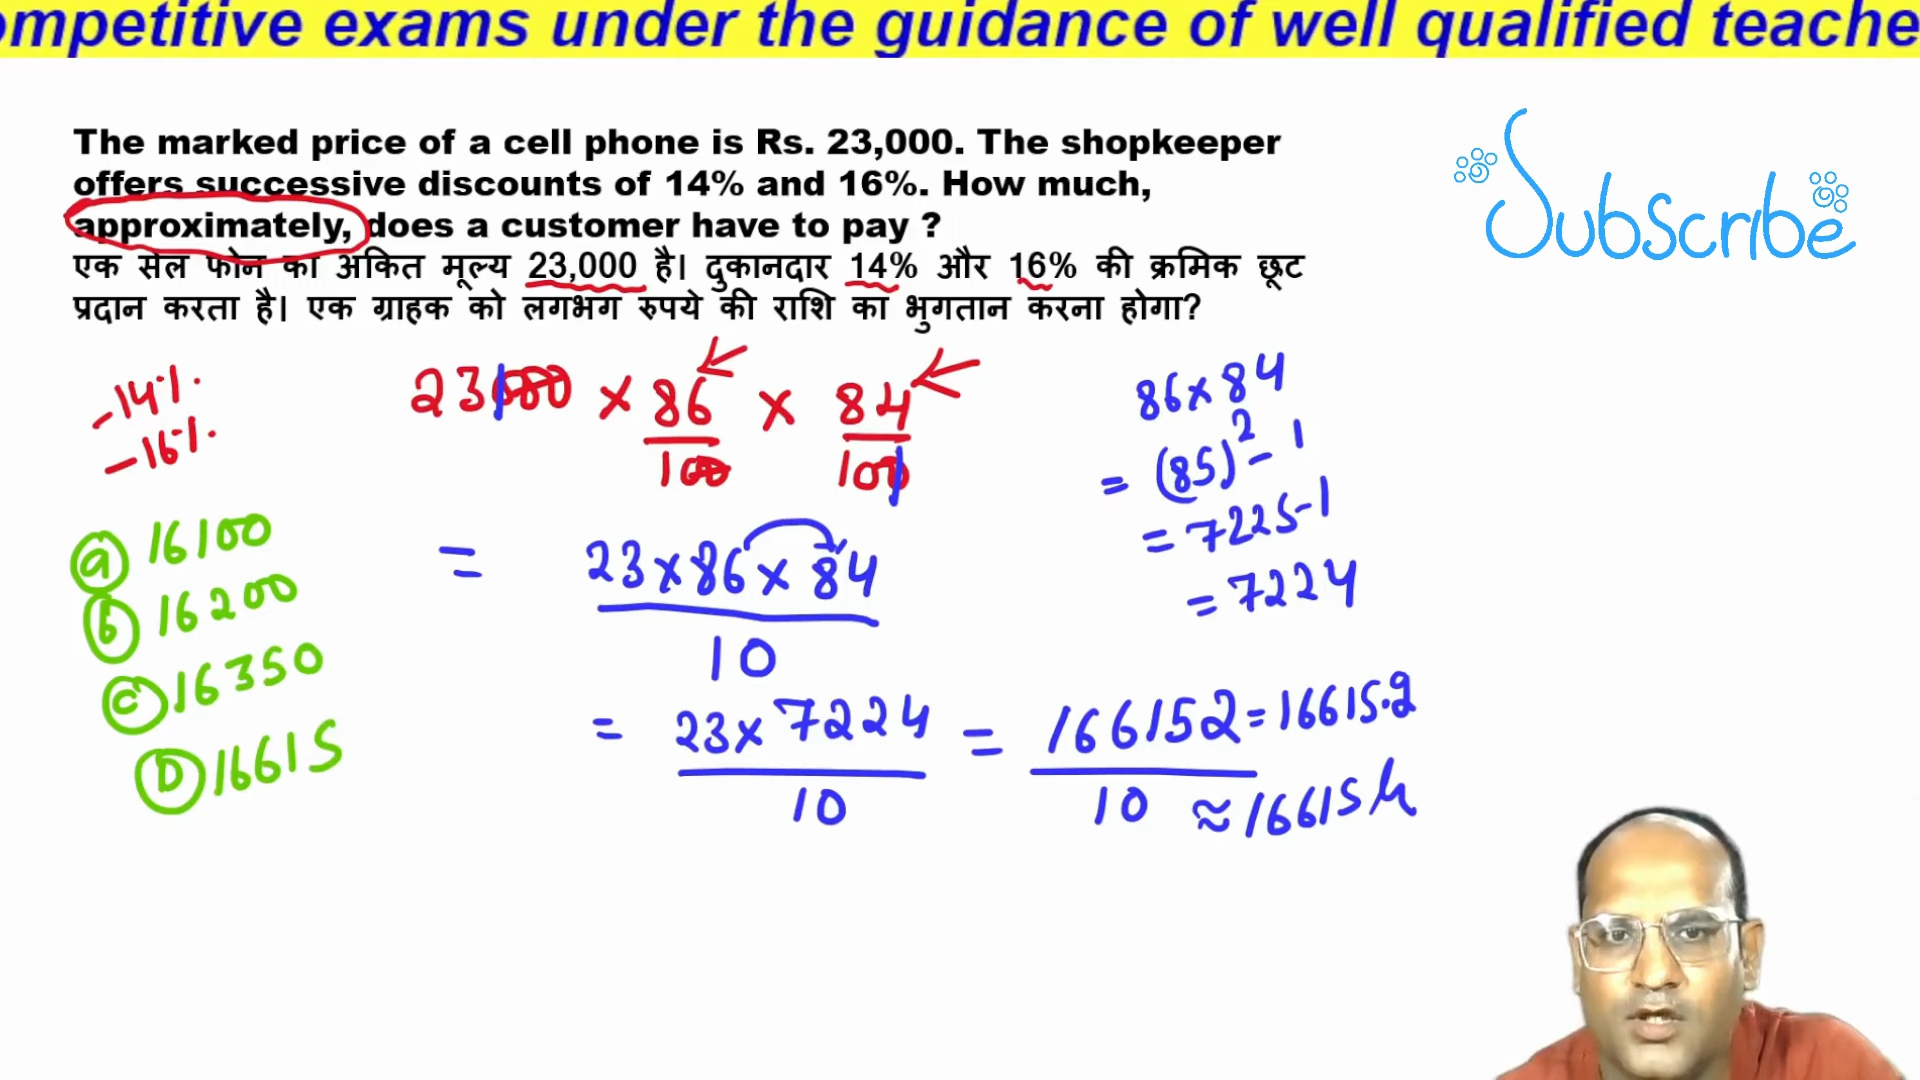 ompetitive exams under the guidance of well qualified teache
The marked price of a cell phone is Rs. 23,000. The shopkeeper
offers successive discounts of 14% and 16%. How much,
approximately, does a customer have to pay ?
एक सेल फोन का अंकित मूल्य 23,000 है। दुकानदार 14% और 16% की क्रमिक छूट
प्रदान करता है। एक ग्राहक को लगभग रुपये की राशि का भुगतान करना होगा?
Subscribe
-14%
-16%
23000 × 86/100 × 84/100
= 23×86×84/10
= 23×7224/10 = 166152/10 = 16615.2
≈ 16615
86×84
= (85)²-1
= 7225-1
= 7224
(a) 16100
(b) 16200
(c) 16350
(D) 16615